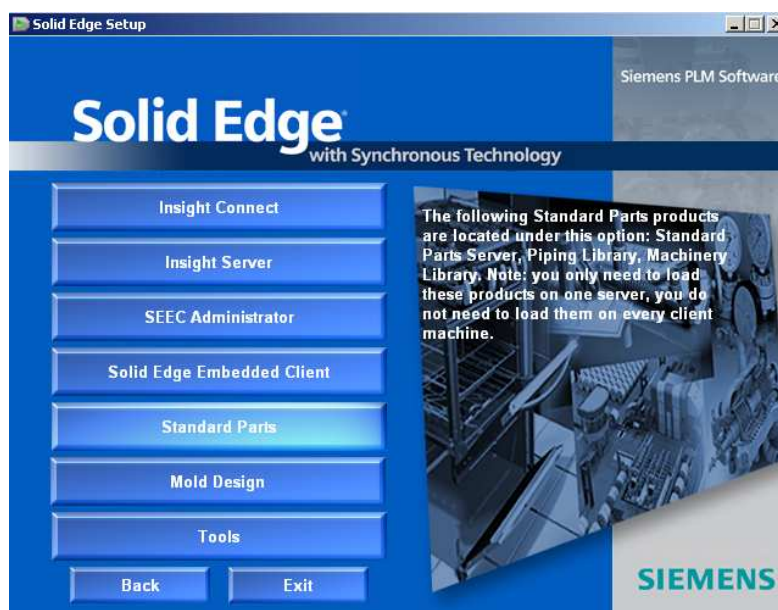 Solid Edge Setup
Siemens PLM Software
Solid Edge
with Synchronous Technology
Insight Connect
Insight Server
SEEC Administrator
Solid Edge Embedded Client
Standard Parts
Mold Design
Tools
Back
Exit
The following Standard Parts products
are located under this option: Standard
Parts Server, Piping Library, Machinery
Library. Note: you only need to load
these products on one server, you do
not need to load them on every client
machine.
SIEMENS